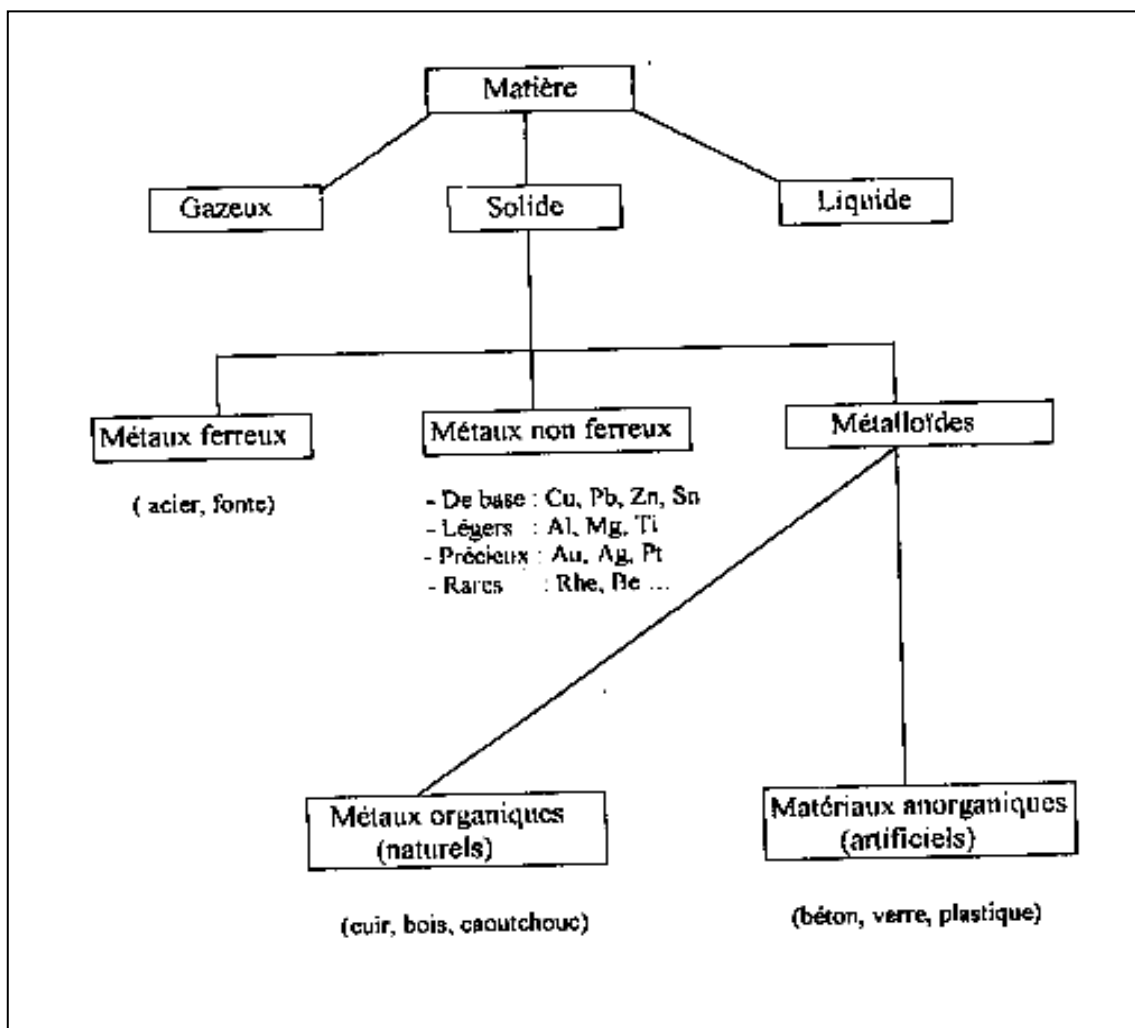 Matière
Gazeux
Solide
Liquide
Métaux ferreux
Métaux non ferreux
Métalloïdes
( acier, fonte)
- De base : Cu, Pb, Zn, Sn
- Légers : Al, Mg, Ti
- Précieux : Au, Ag, Pt
- Rares : Rhe, Be ...
Métaux organiques
(naturels)
Matériaux anorganiques
(artificiels)
(cuir, bois, caoutchouc)
(béton, verre, plastique)